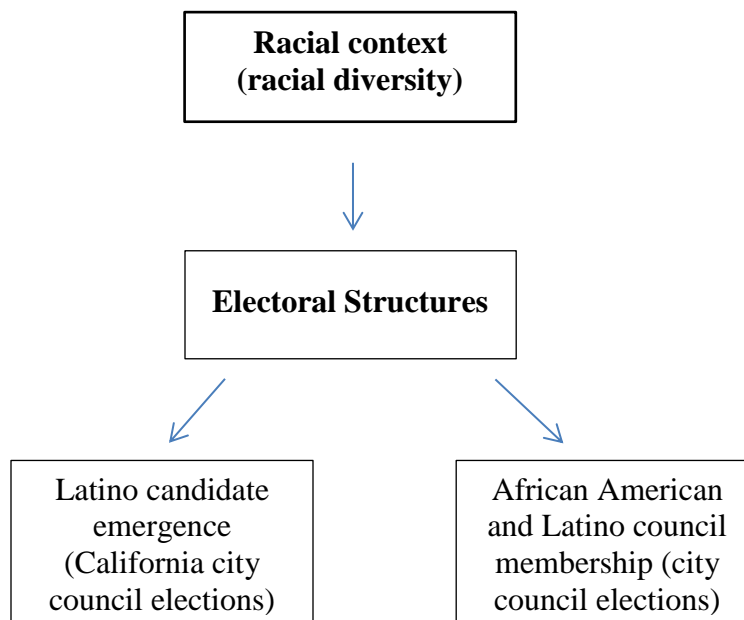 Racial context
(racial diversity)
Electoral Structures
Latino candidate
emergence
(California city
council elections)
African American
and Latino council
membership (city
council elections)